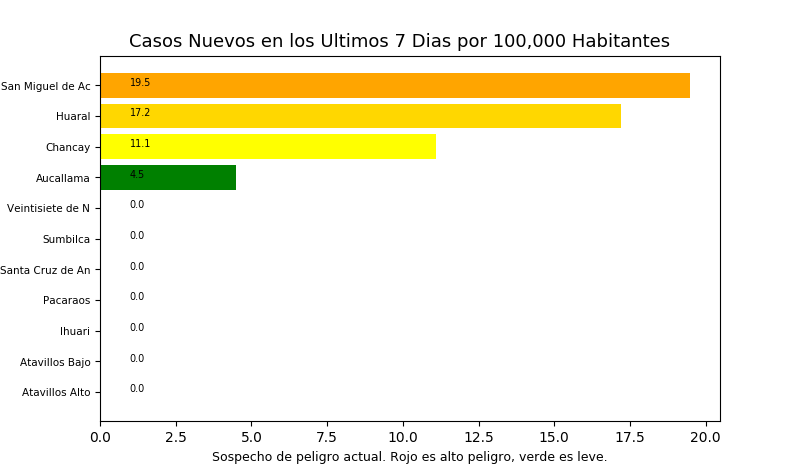 Casos Nuevos en los Ultimos 7 Dias por 100,000 Habitantes
San Miguel de Ac 19.5
Huaral 17.2
Chancay 11.1
Aucallama 4.5
Veintisiete de N 0.0
Sumbilca 0.0
Santa Cruz de An 0.0
Pacaraos 0.0
Ihuari 0.0
Atavillos Bajo 0.0
Atavillos Alto 0.0
0.0 2.5 5.0 7.5 10.0 12.5 15.0 17.5 20.0
Sospecho de peligro actual. Rojo es alto peligro, verde es leve.